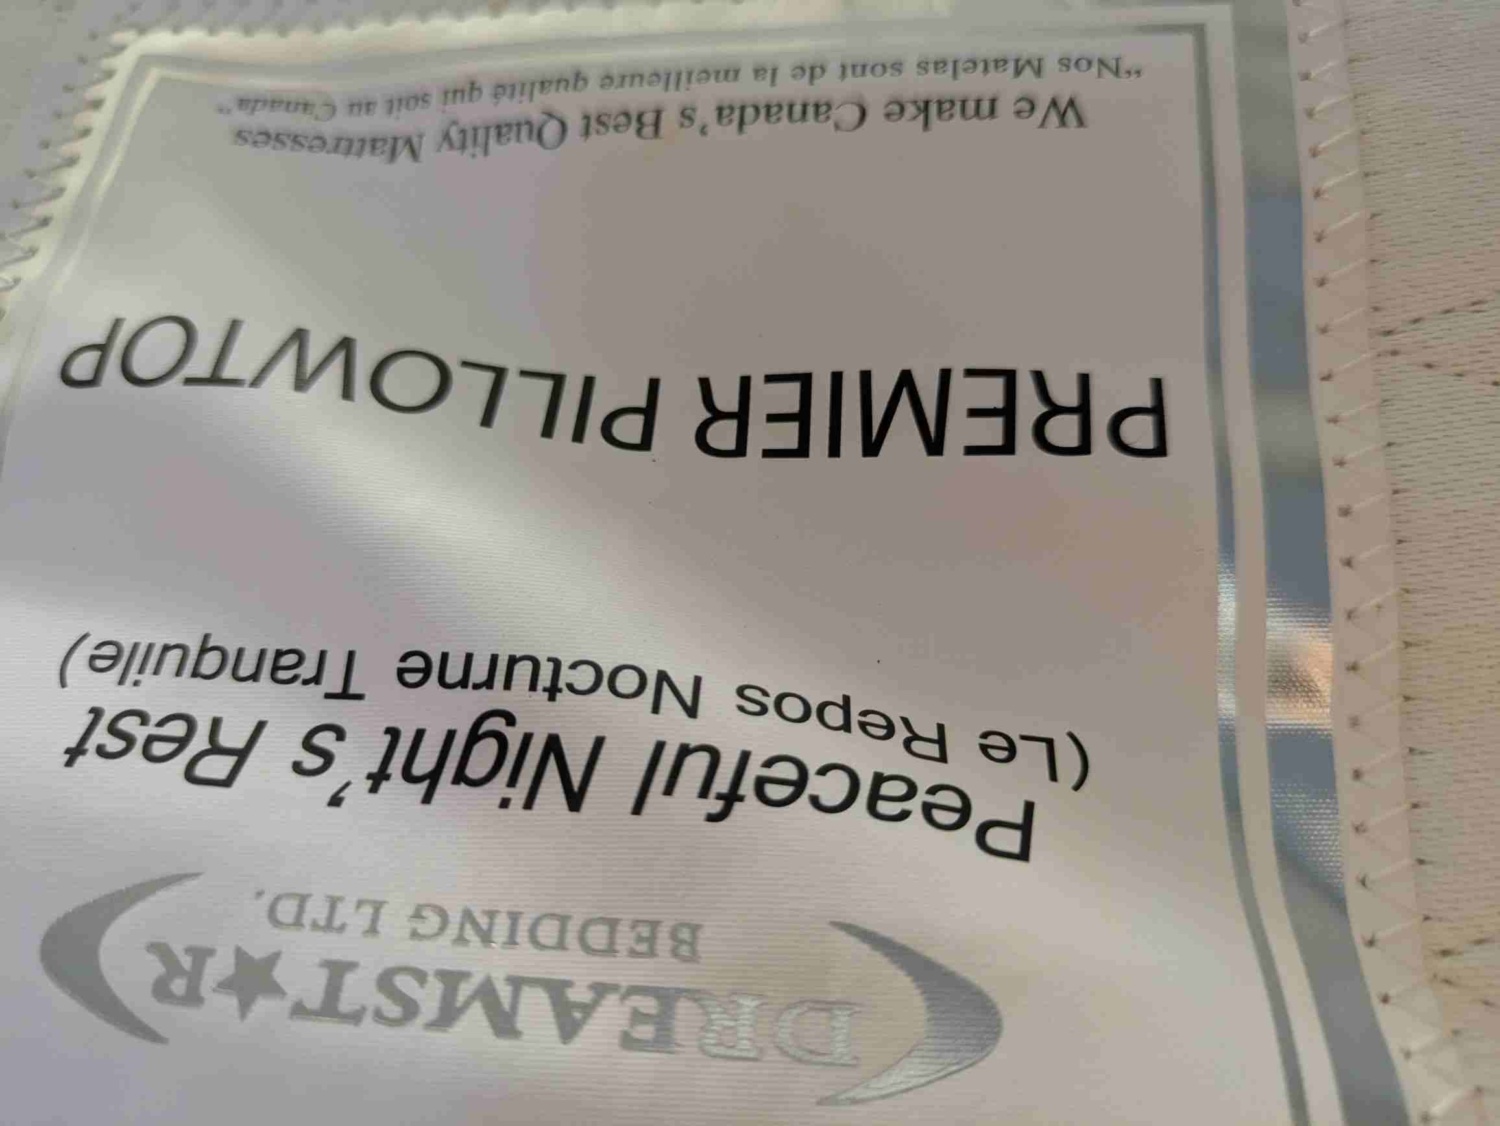 DREAMST★R
BEDDING LTD.
Peaceful Night's Rest
(Le Repos Nocturne Tranquile)
PREMIER PILLOWTOP
We make Canada's Best Quality Mattresses
"Nos Matelas sont de la meilleure qualité qui soit au Canada"